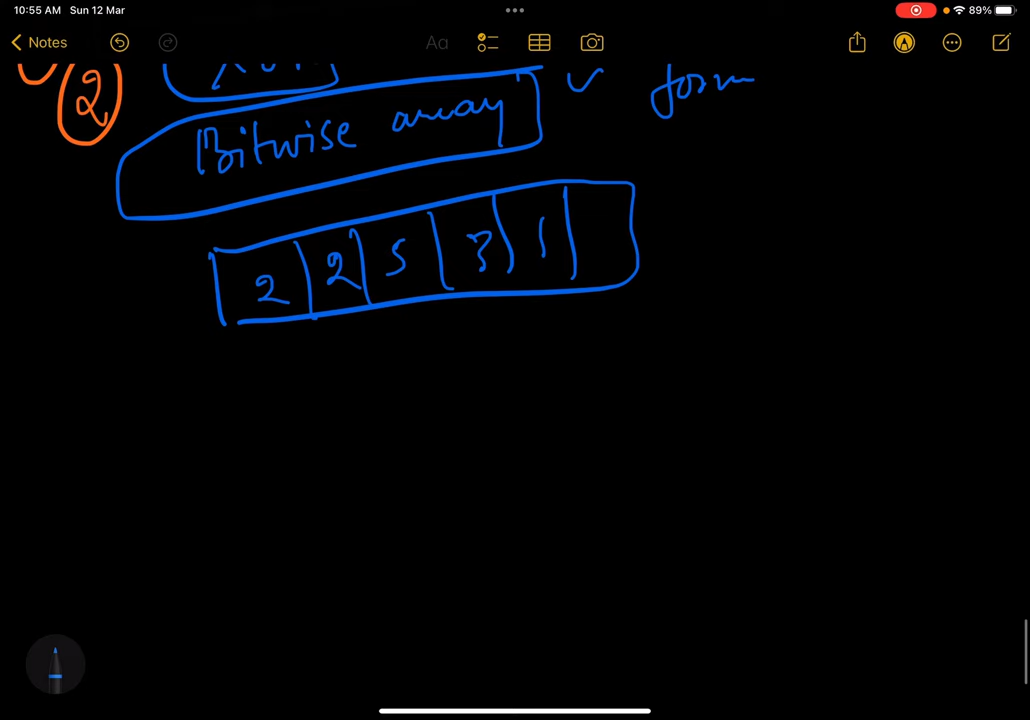 10:55 AM Sun 12 Mar 89%
Notes Aa
2
form
Bitwise array
2 2 5 3 1